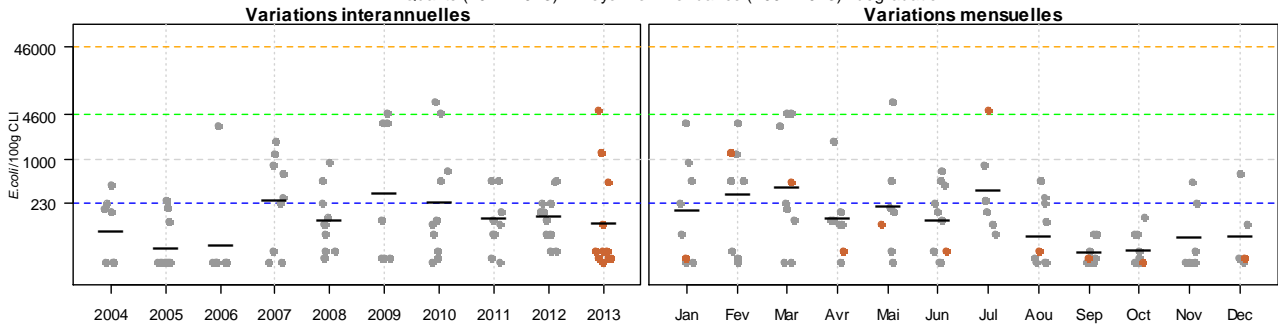 Variations interannuelles
Variations mensuelles
E.coli/100g CLI
46000
4600
1000
230
2004 2005 2006 2007 2008 2009 2010 2011 2012 2013
Jan Fev Mar Avr Mai Jun Jul Aou Sep Oct Nov Dec